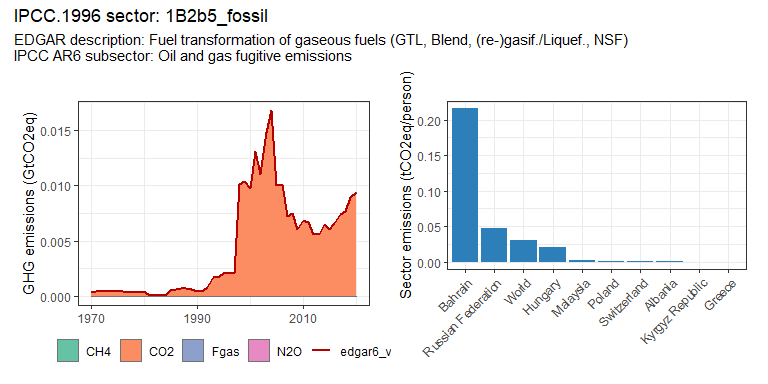 IPCC.1996 sector: 1B2b5_fossil
EDGAR description: Fuel transformation of gaseous fuels (GTL, Blend, (re-)gasif./Liquef., NSF)
IPCC AR6 subsector: Oil and gas fugitive emissions
GHG emissions (GtCO2eq)
0.015
0.010
0.005
0.000
1970
1990
2010
CH4
CO2
Fgas
N2O
edgar6_v
Sector emissions (tCO2eq/person)
0.20
0.15
0.10
0.05
0.00
Bahrain
Russian Federation
World
Hungary
Malaysia
Poland
Switzerland
Albania
Kyrgyz Republic
Greece